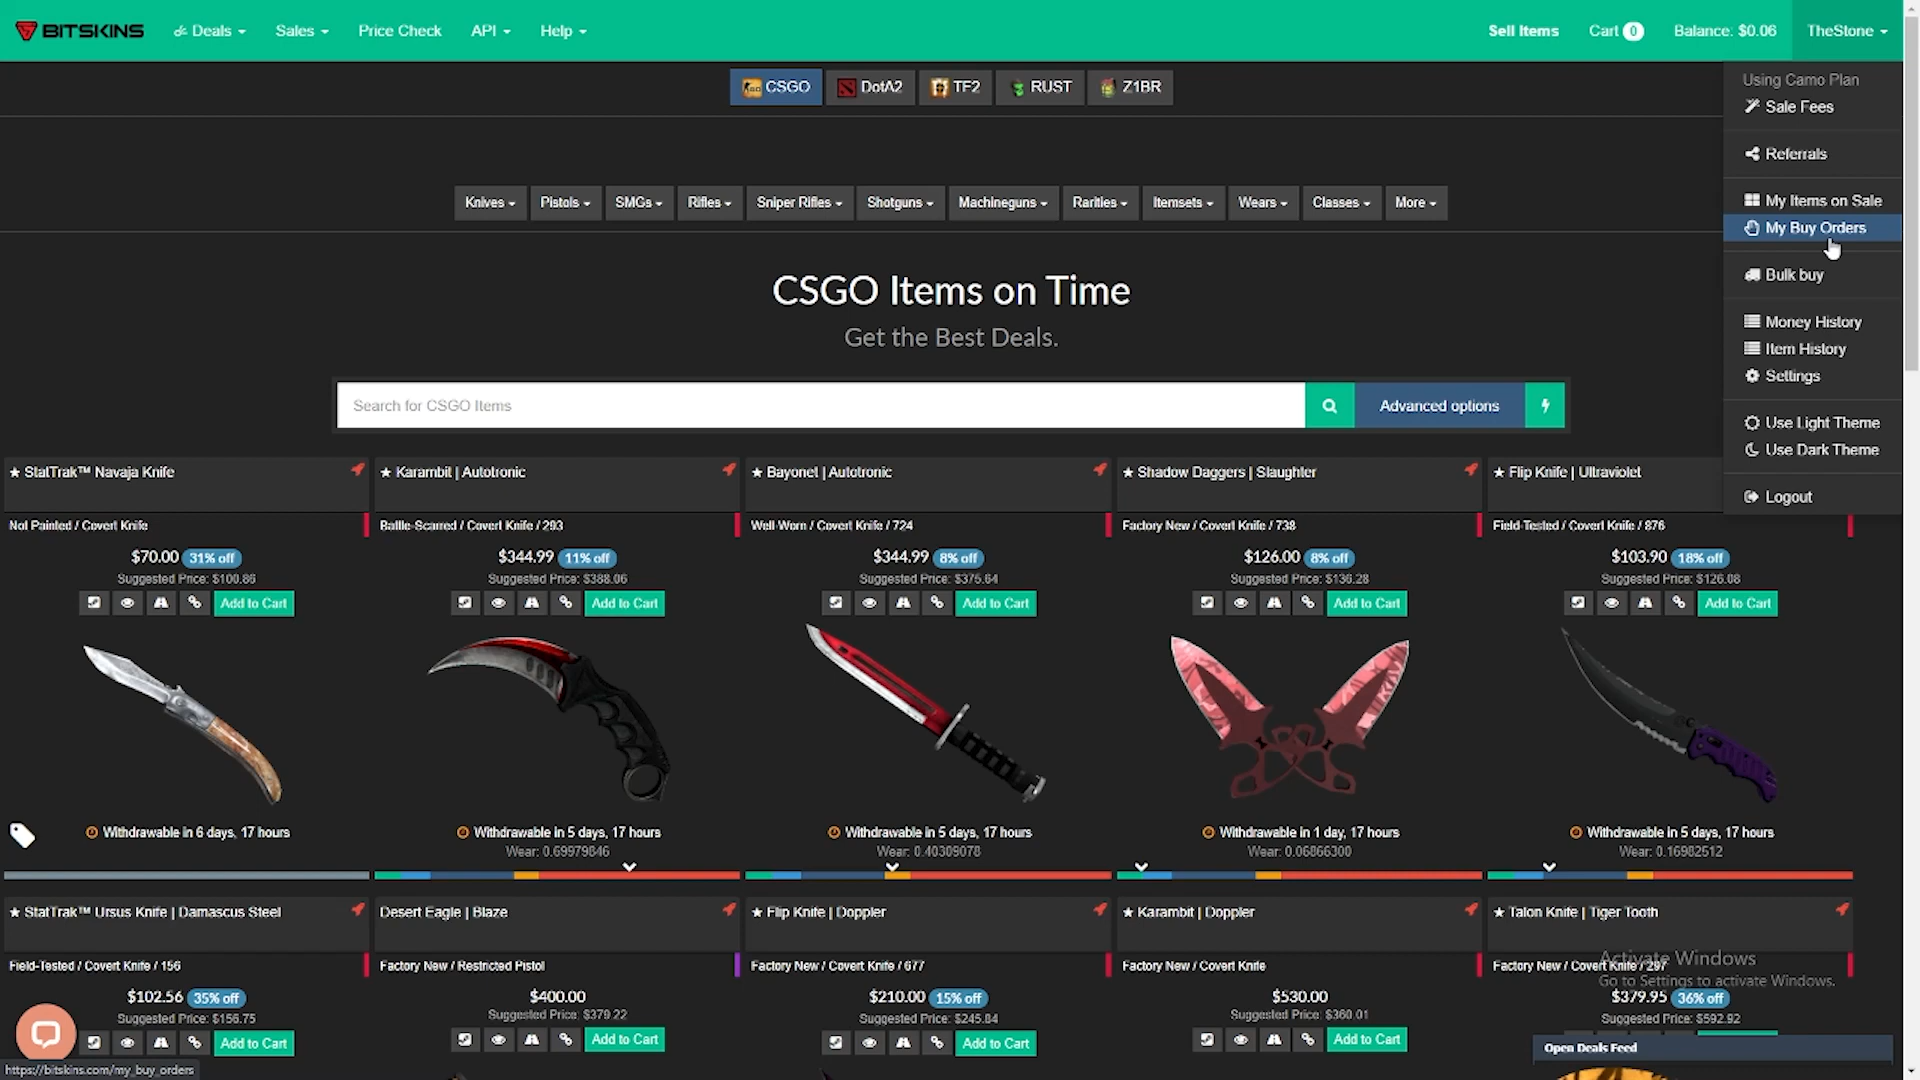 BITSKINS
Deals
Sales
Price Check
API
Help
Sell Items
Cart 0
Balance: $0.06
TheStone
CSGO
DotA2
TF2
RUST
Z1BR
Using Camo Plan
Sale Fees
Referrals
My Items on Sale
My Buy Orders
Bulk buy
Money History
Item History
Settings
Use Light Theme
Use Dark Theme
Logout
Knives
Pistols
SMGs
Rifles
Sniper Rifles
Shotguns
Machineguns
Rarities
Itemsets
Wears
Classes
More
CSGO Items on Time
Get the Best Deals.
Search for CSGO Items
Advanced options
★ StatTrak™ Navaja Knife
Not Painted / Covert Knife
$70.00 31% off
Suggested Price: $100.86
Add to Cart
Withdrawable in 6 days, 17 hours
★ Karambit | Autotronic
Battle-Scarred / Covert Knife / 293
$344.99 11% off
Suggested Price: $388.06
Add to Cart
Withdrawable in 5 days, 17 hours
Wear: 0.69979846
★ Bayonet | Autotronic
Well-Worn / Covert Knife / 724
$344.99 8% off
Suggested Price: $375.64
Add to Cart
Withdrawable in 5 days, 17 hours
Wear: 0.40309078
★ Shadow Daggers | Slaughter
Factory New / Covert Knife / 738
$126.00 8% off
Suggested Price: $136.28
Add to Cart
Withdrawable in 1 day, 17 hours
Wear: 0.06866300
★ Flip Knife | Ultraviolet
Field-Tested / Covert Knife / 876
$103.90 18% off
Suggested Price: $126.08
Add to Cart
Withdrawable in 5 days, 17 hours
Wear: 0.16982512
★ StatTrak™ Ursus Knife | Damascus Steel
Field-Tested / Covert Knife / 156
$102.56 35% off
Suggested Price: $156.75
Add to Cart
Desert Eagle | Blaze
Factory New / Restricted Pistol
$400.00
Suggested Price: $379.22
Add to Cart
★ Flip Knife | Doppler
Factory New / Covert Knife / 677
$210.00 15% off
Suggested Price: $245.84
Add to Cart
★ Karambit | Doppler
Factory New / Covert Knife
$530.00
Suggested Price: $360.01
Add to Cart
★ Talon Knife | Tiger Tooth
Factory New / Covert Knife / 297
$379.95 36% off
Suggested Price: $592.92
Activate Windows
Go to Settings to activate Windows.
Open Deals Feed
https://bitskins.com/my_buy_orders